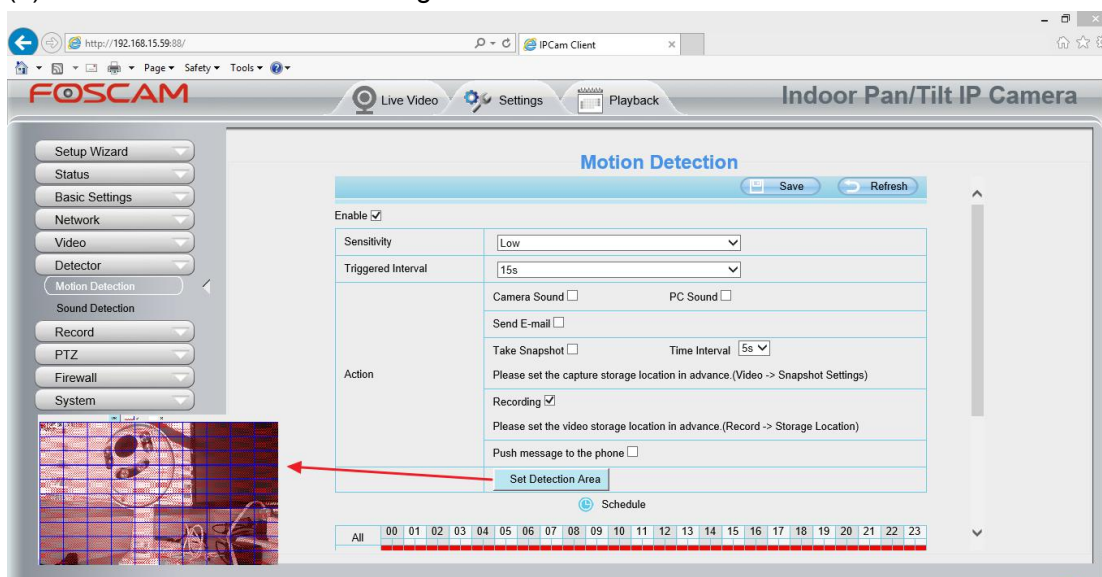 http://192.168.15.59:88/
IPCam Client
Page Safety Tools
FOSCAM
Live Video Settings Playback
Indoor Pan/Tilt IP Camera
Setup Wizard
Status
Basic Settings
Network
Video
Detector
Motion Detection
Sound Detection
Record
PTZ
Firewall
System
Motion Detection
Save Refresh
Enable
Sensitivity Low
Triggered Interval 15s
Action
Camera Sound PC Sound
Send E-mail
Take Snapshot Time Interval 5s
Please set the capture storage location in advance.(Video -> Snapshot Settings)
Recording
Please set the video storage location in advance.(Record -> Storage Location)
Push message to the phone
Set Detection Area
Schedule
All 00 01 02 03 04 05 06 07 08 09 10 11 12 13 14 15 16 17 18 19 20 21 22 23